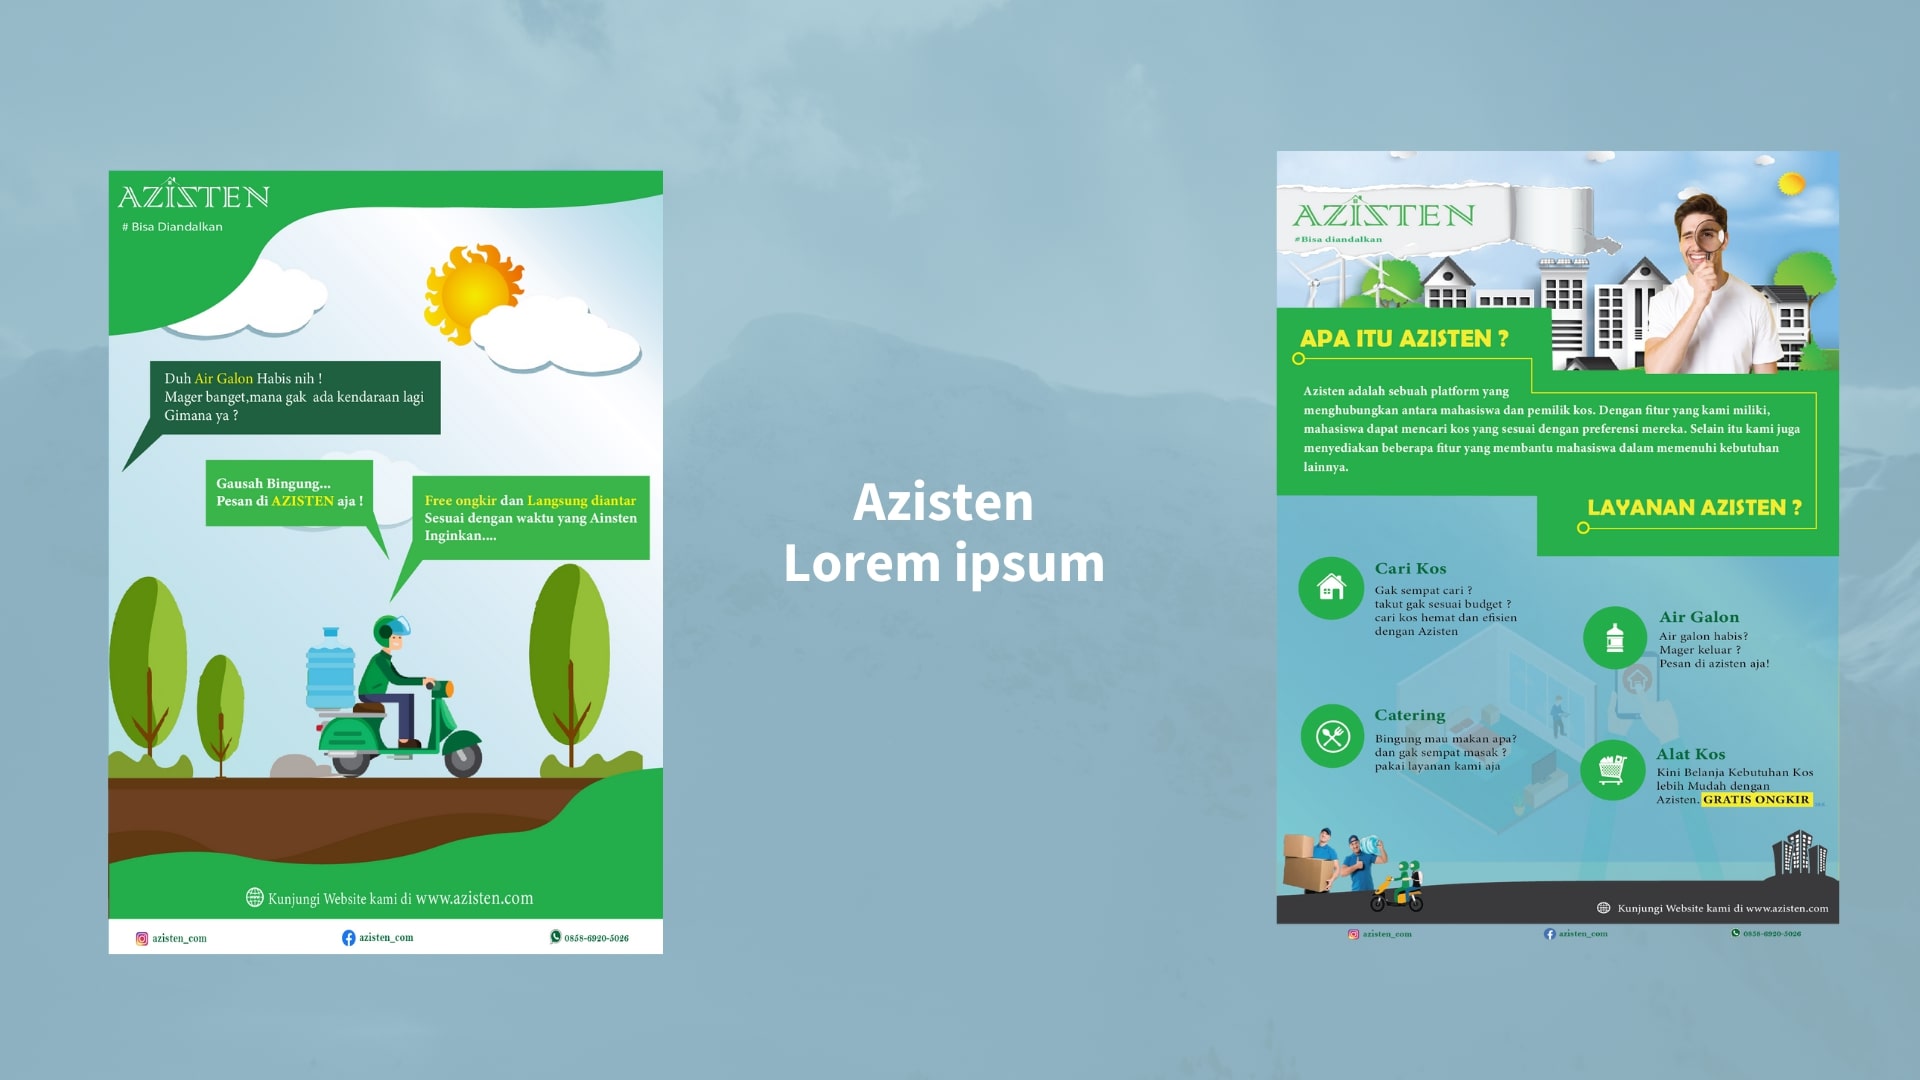 AZISTEN
# Bisa Diandalkan
Duh Air Galon Habis nih !
Mager banget,mana gak ada kendaraan lagi
Gimana ya ?
Gausah Bingung...
Pesan di AZISTEN aja !
Free ongkir dan Langsung diantar
Sesuai dengan waktu yang Ainsten
Inginkan....
Kunjungi Website kami di www.azisten.com
azisten_com
azisten_com
0858-6920-5026
Azisten
Lorem ipsum
AZISTEN
#Bisa diandalkan
APA ITU AZISTEN ?
Azisten adalah sebuah platform yang
menghubungkan antara mahasiswa dan pemilik kos. Dengan fitur yang kami miliki,
mahasiswa dapat mencari kos yang sesuai dengan preferensi mereka. Selain itu kami juga
menyediakan beberapa fitur yang membantu mahasiswa dalam memenuhi kebutuhan
lainnya.
LAYANAN AZISTEN ?
Cari Kos
Gak sempat cari ?
takut gak sesuai budget ?
cari kos hemat dan efisien
dengan Azisten
Air Galon
Air galon habis?
Mager keluar ?
Pesan di azisten aja!
Catering
Bingung mau makan apa?
dan gak sempat masak ?
pakai layanan kami aja
Alat Kos
Kini Belanja Kebutuhan Kos
lebih Mudah dengan
Azisten. GRATIS ONGKIR
Kunjungi Website kami di www.azisten.com
azisten_com
azisten_com
0858-6920-5026